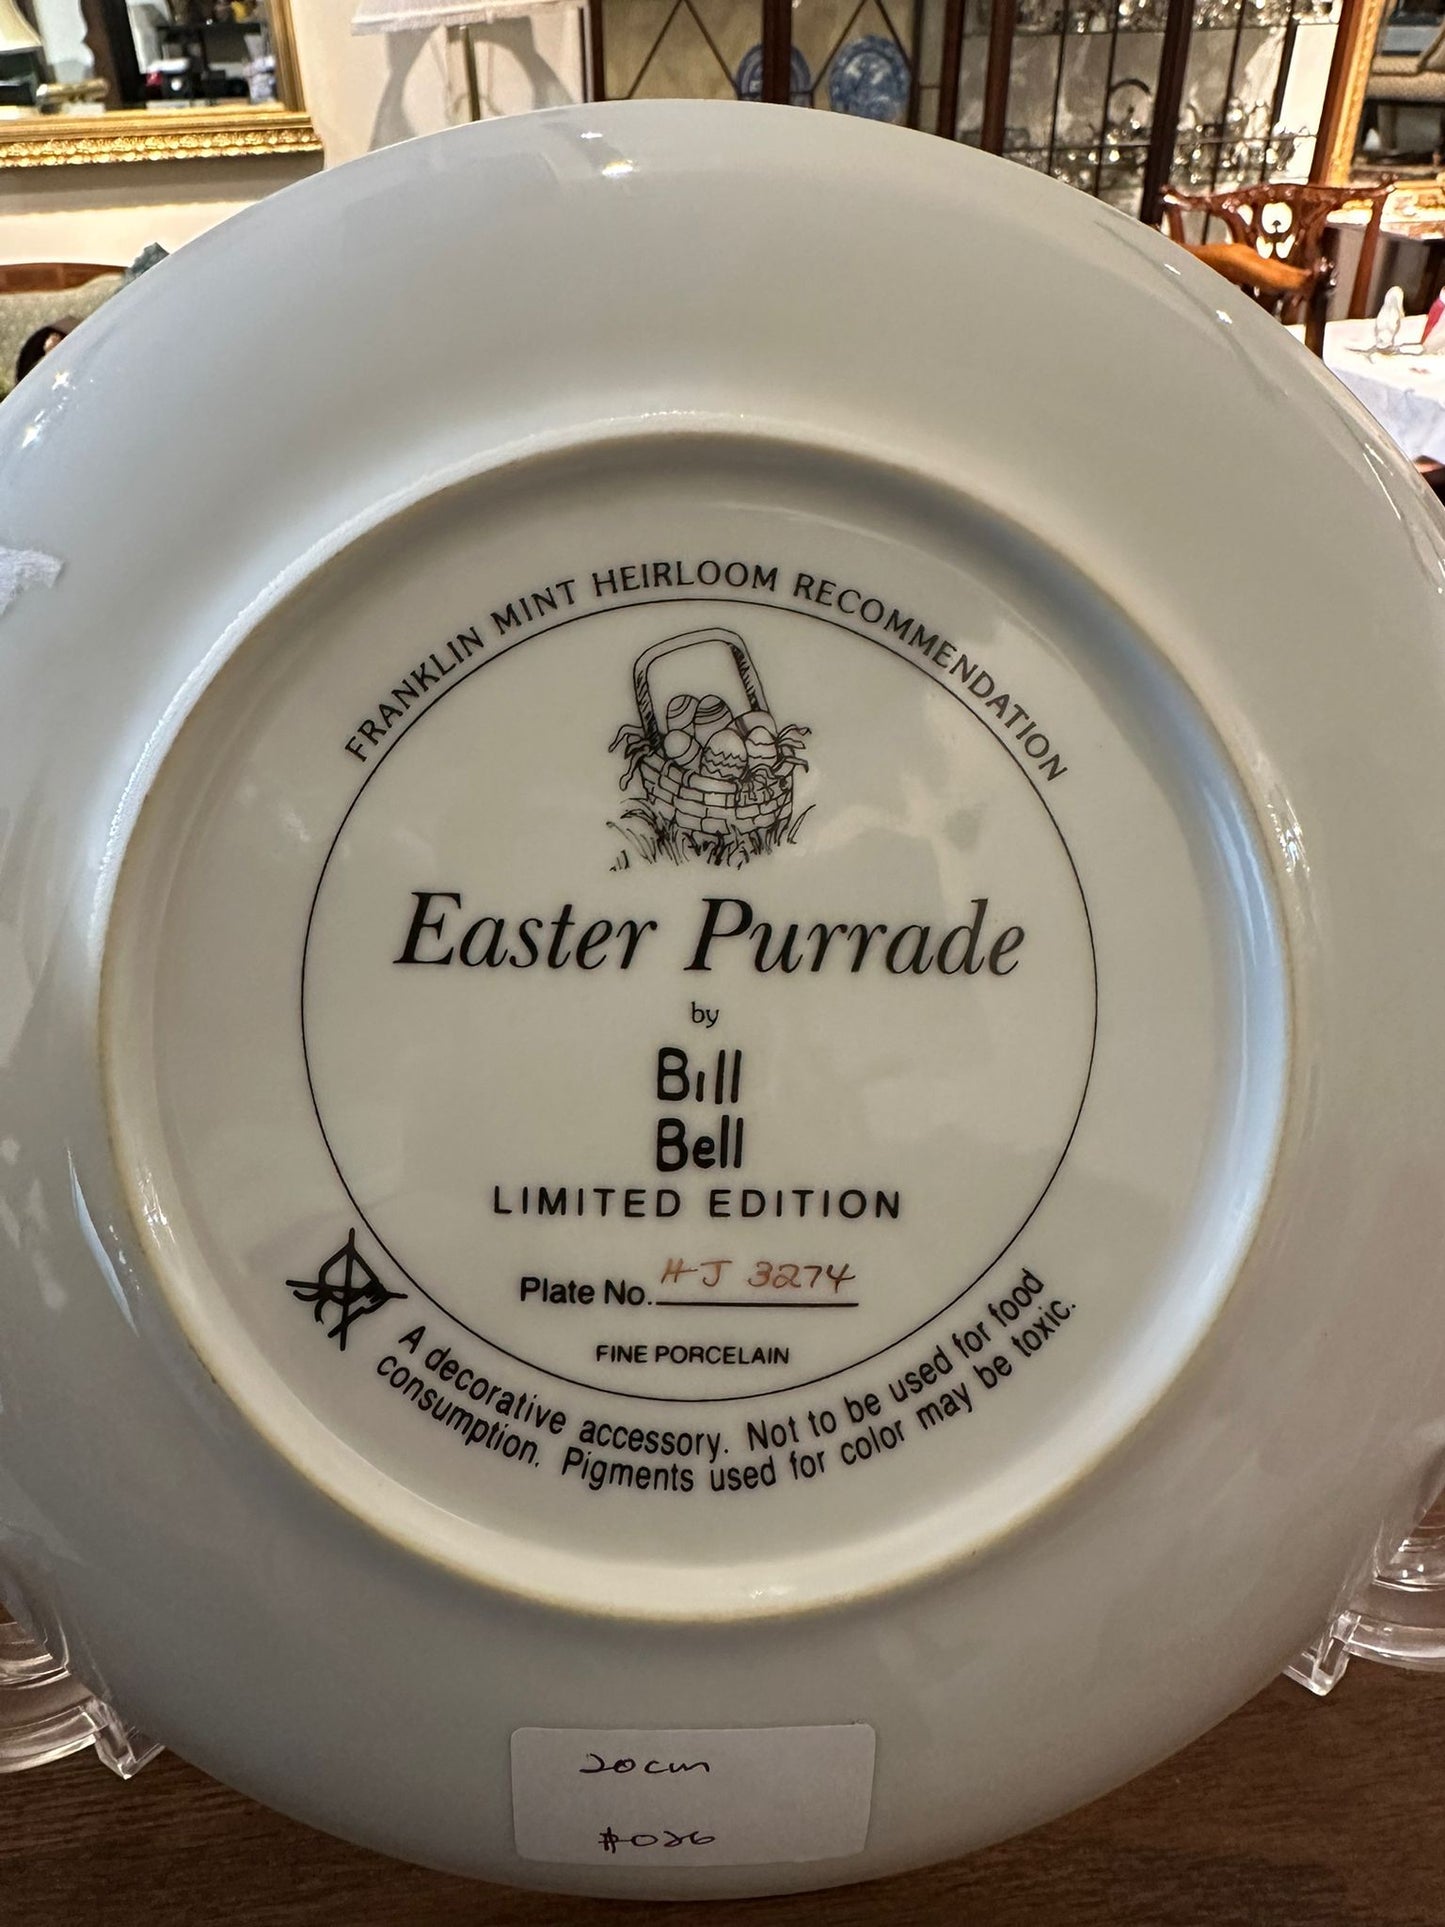 FRANKLIN MINT HEIRLOOM RECOMMENDATION
Easter Purrade
by
Bill
Bell
LIMITED EDITION
Plate No. HJ 3274
FINE PORCELAIN
A decorative accessory. Not to be used for food
consumption. Pigments used for color may be toxic.
20cm
#026